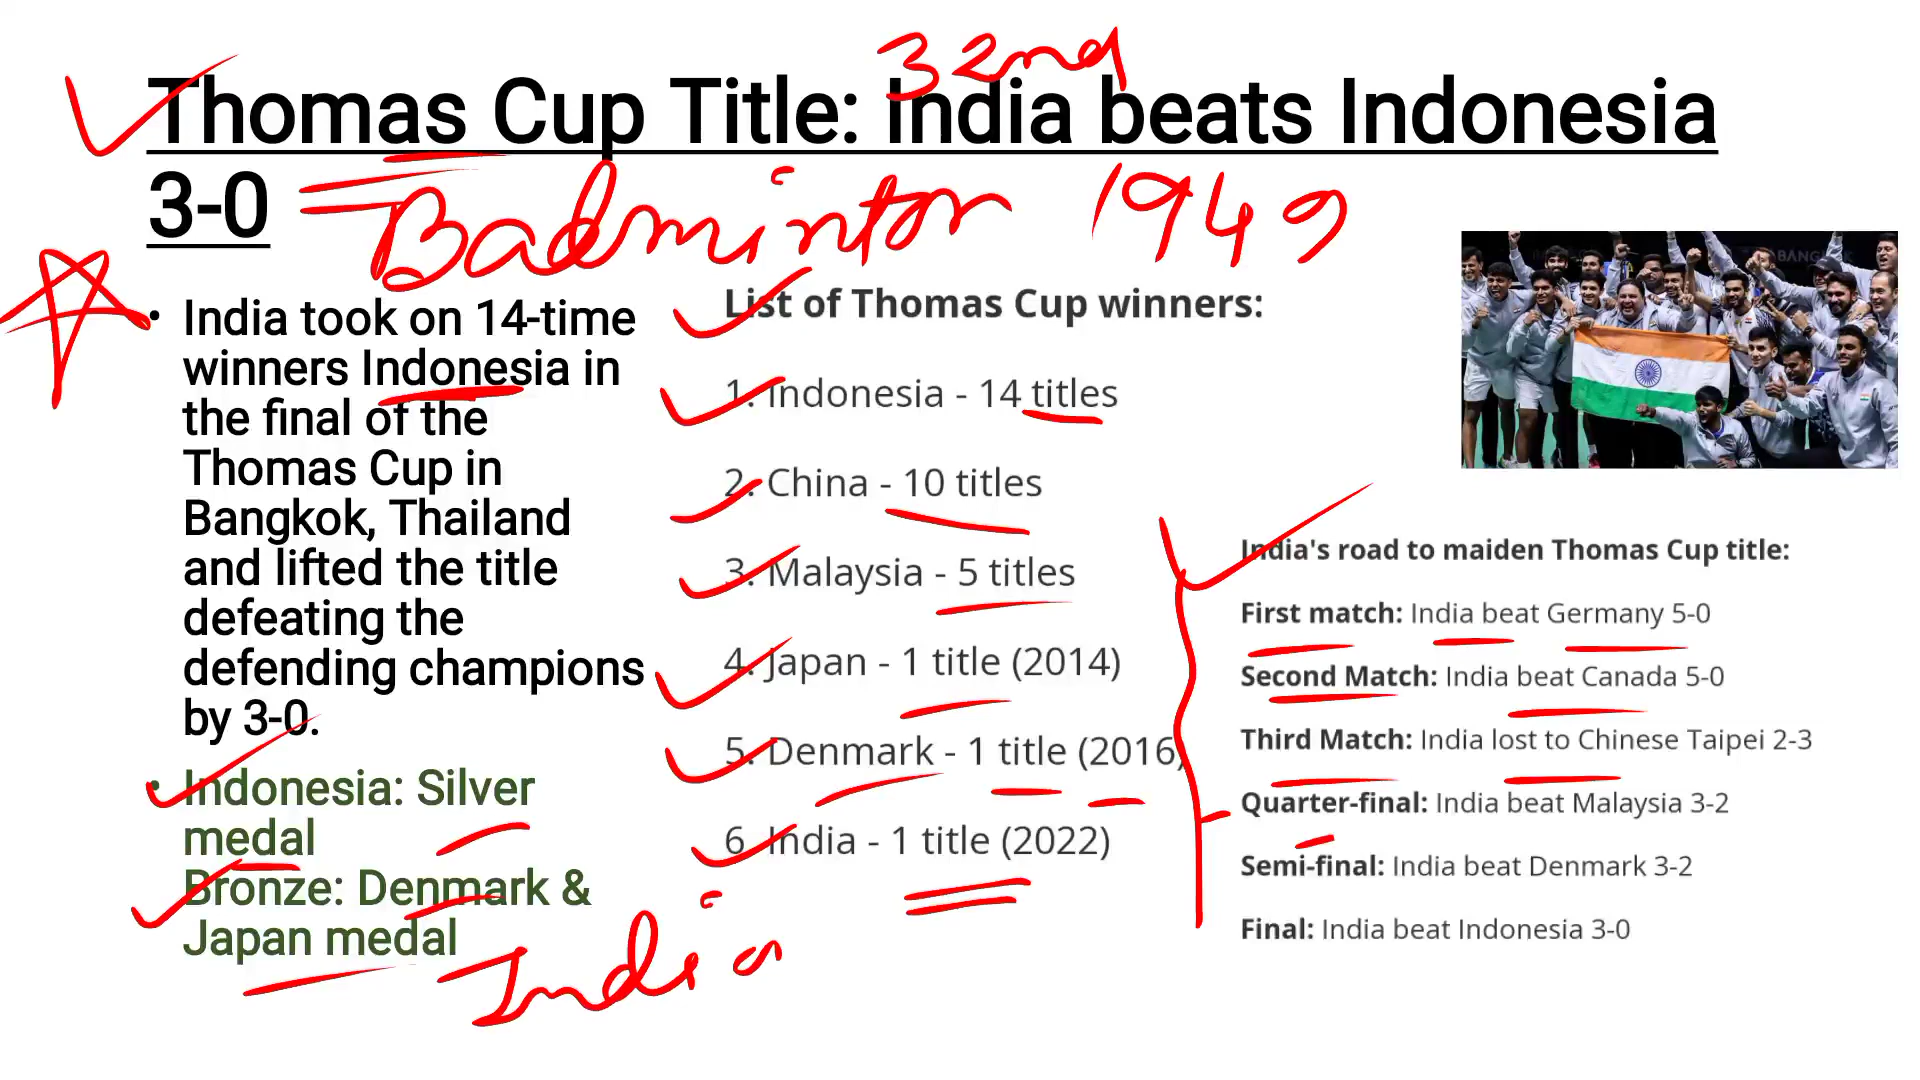 32nd
Thomas Cup Title: India beats Indonesia
3-0
Badminton 1949
• India took on 14-time
winners Indonesia in
the final of the
Thomas Cup in
Bangkok, Thailand
and lifted the title
defeating the
defending champions
by 3-0.
• Indonesia: Silver
medal
Bronze: Denmark &
Japan medal
India
List of Thomas Cup winners:
1. Indonesia - 14 titles
2. China - 10 titles
3. Malaysia - 5 titles
4. Japan - 1 title (2014)
5. Denmark - 1 title (2016)
6. India - 1 title (2022)
BANGKOK
India's road to maiden Thomas Cup title:
First match: India beat Germany 5-0
Second Match: India beat Canada 5-0
Third Match: India lost to Chinese Taipei 2-3
Quarter-final: India beat Malaysia 3-2
Semi-final: India beat Denmark 3-2
Final: India beat Indonesia 3-0